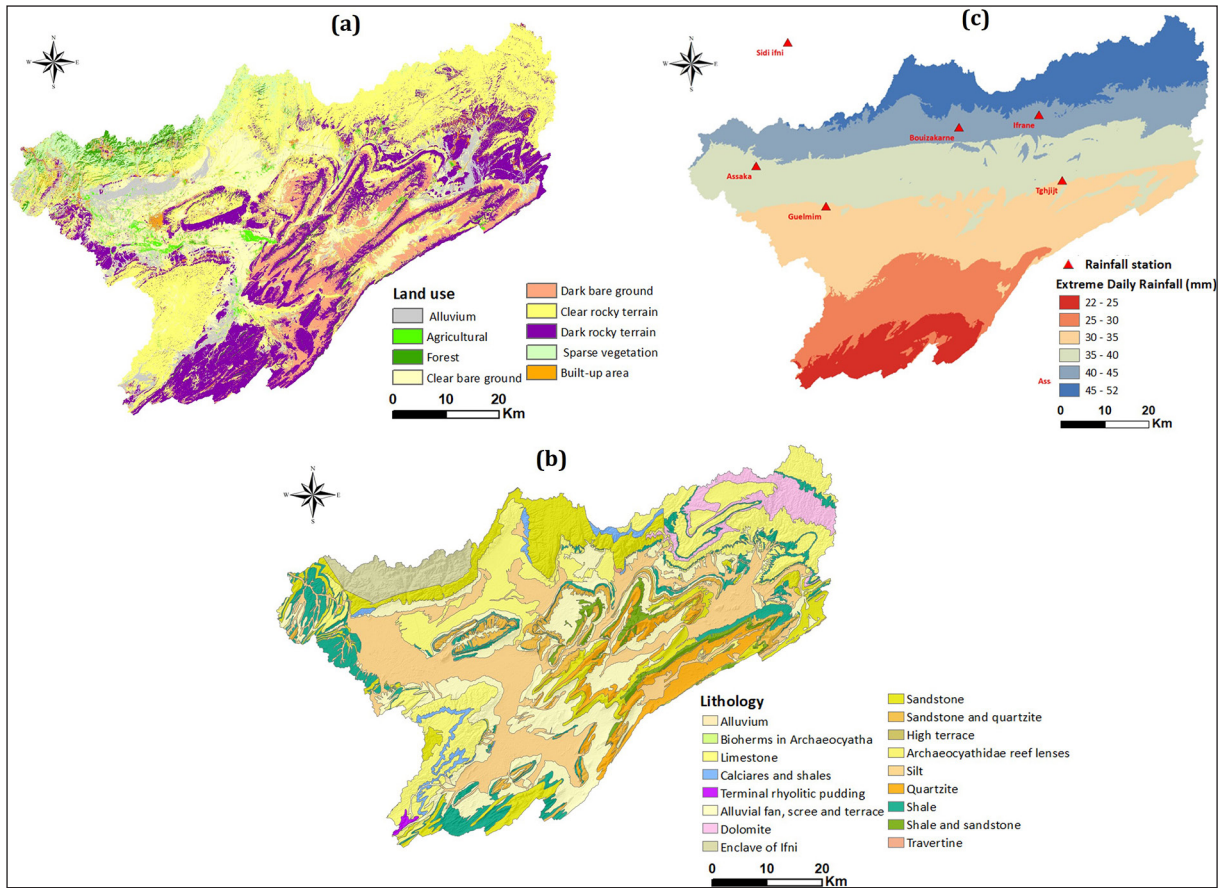 (a)
N
W E
S
Land use
Alluvium
Agricultural
Forest
Clear bare ground
Dark bare ground
Clear rocky terrain
Dark rocky terrain
Sparse vegetation
Built-up area
0 10 20
Km
(c)
N
W E
S
Sidi ifni
Bouizakarne
Ifrane
Assaka
Tghjijt
Guelmim
Rainfall station
Extreme Daily Rainfall (mm)
22 - 25
25 - 30
30 - 35
35 - 40
40 - 45
45 - 52
Ass
0 10 20
Km
(b)
N
W E
S
Lithology
Alluvium
Bioherms in Archaeocyatha
Limestone
Calciares and shales
Terminal rhyolitic pudding
Alluvial fan, scree and terrace
Dolomite
Enclave of Ifni
Sandstone
Sandstone and quartzite
High terrace
Archaeocyathidae reef lenses
Silt
Quartzite
Shale
Shale and sandstone
Travertine
0 10 20
Km